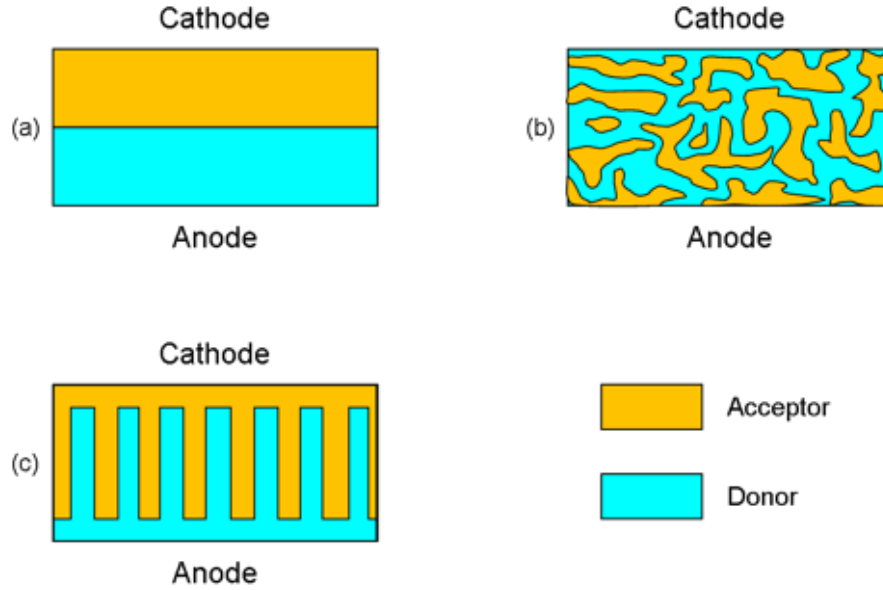 Cathode
(a)
Anode
Cathode
(b)
Anode
Cathode
(c)
Anode
Acceptor
Donor